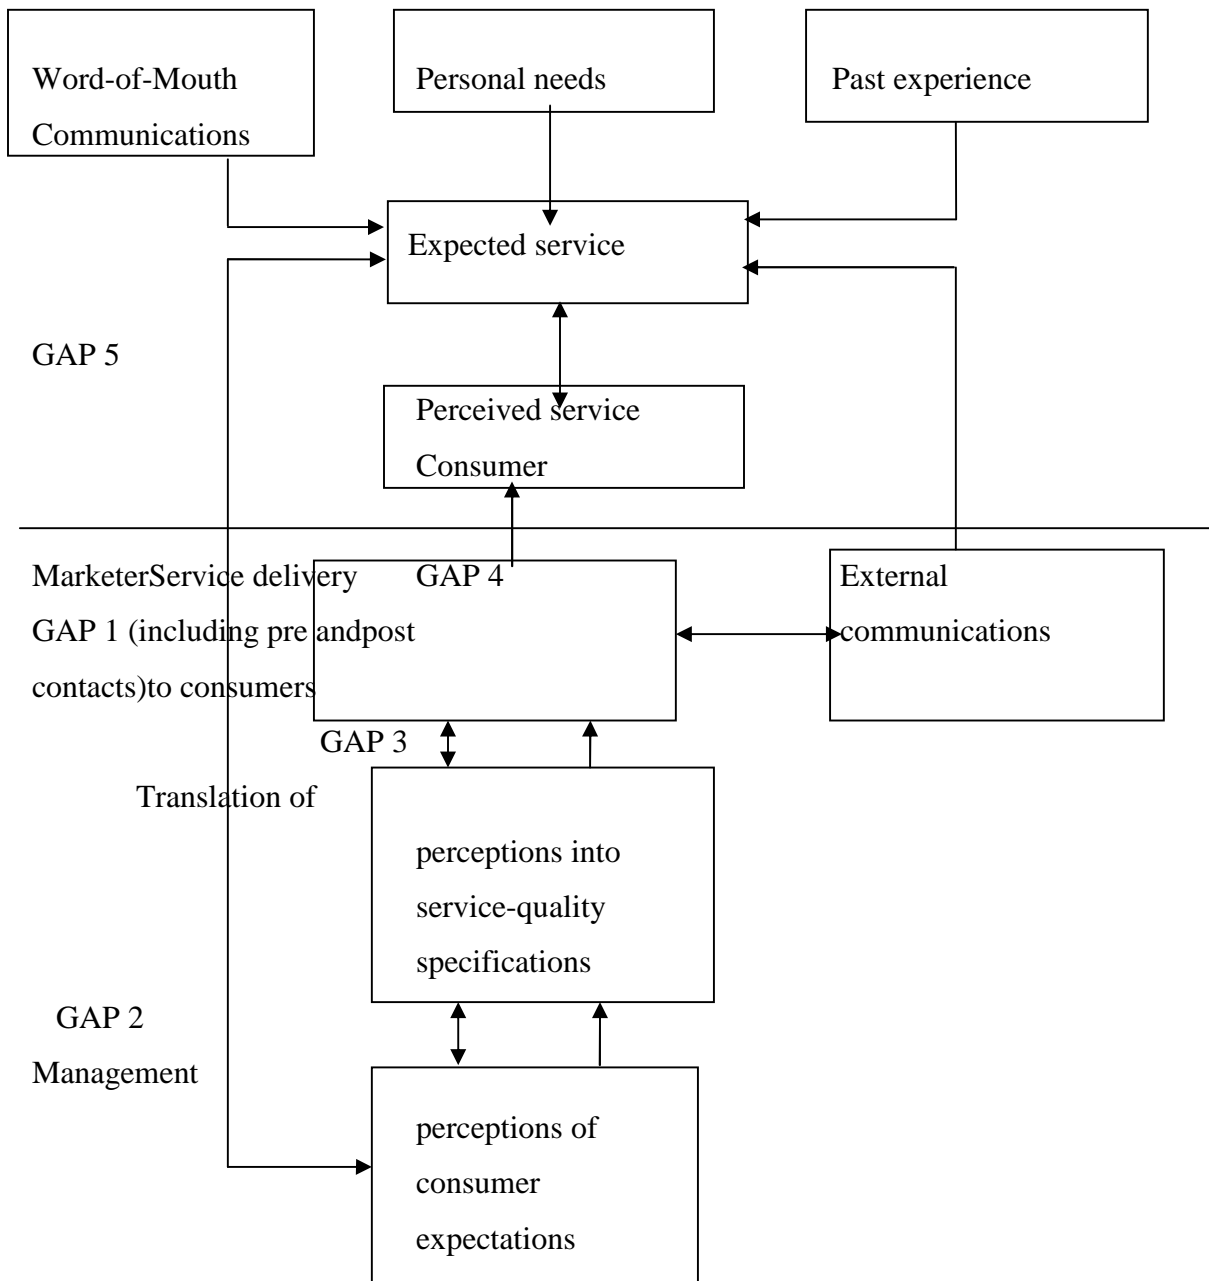 Word-of-Mouth
Communications
Personal needs
Past experience
Expected service
GAP 5
Perceived service
Consumer
MarketerService delivery
GAP 4
External
GAP 1 (including pre andpost
communications
contacts)to consumers
GAP 3
Translation of
perceptions into
service-quality
specifications
GAP 2
Management
perceptions of
consumer
expectations